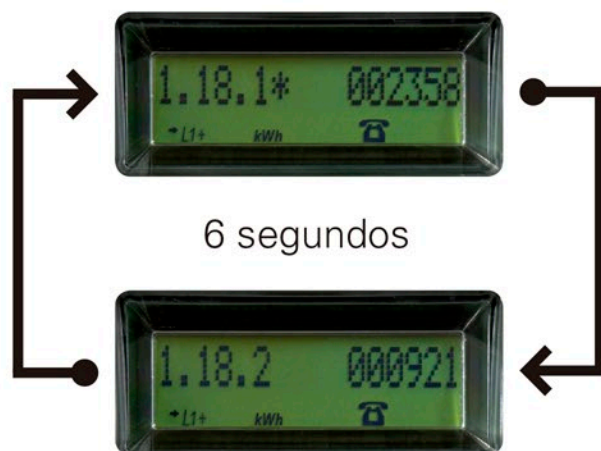 1.18.1* 002358
L1+ kWh
6 segundos
1.18.2 000921
L1+ kWh